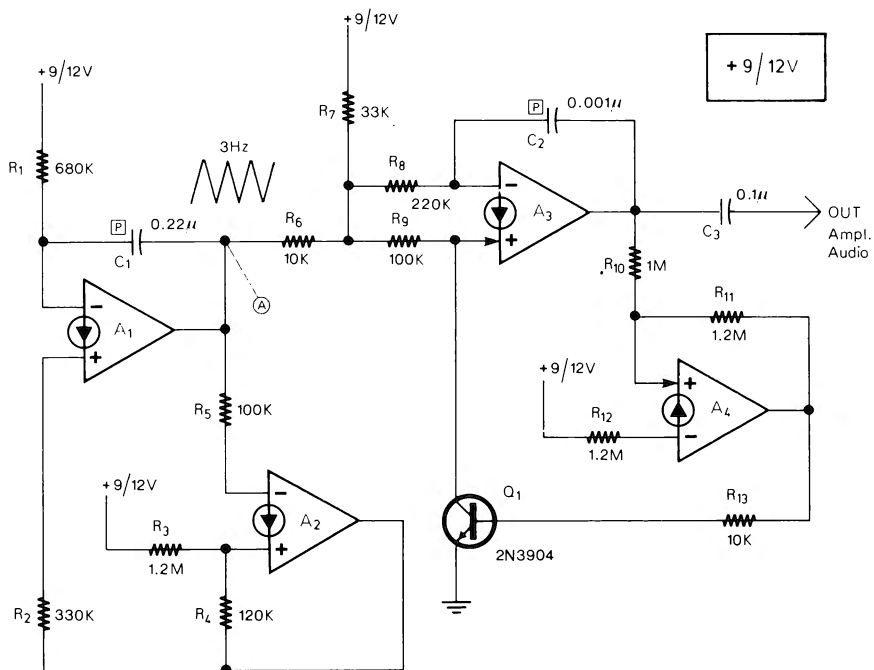 +9/12V
+9/12V
+9/12V
R7
33K
P
0.001µ
C2
R1
680K
3Hz
R8
220K
−
A3
P
0.22µ
C1
R6
10K
R9
100K
+
0.1µ
C3
OUT
Ampl.
Audio
A
R10
1M
R11
1.2M
−
A1
+
+9/12V
+
A4
−
R5
100K
R12
1.2M
+9/12V
−
A2
+
Q1
R13
10K
R3
1.2M
2N3904
R2
330K
R4
120K